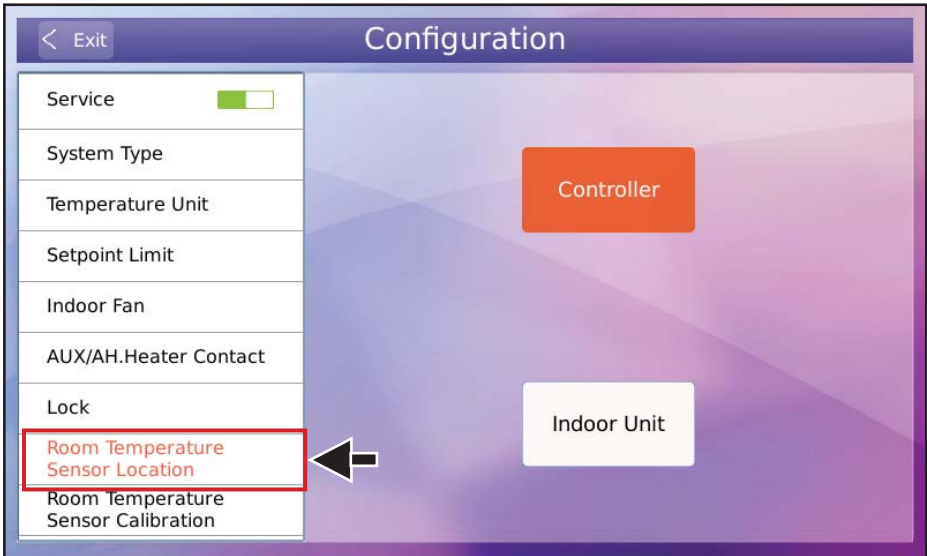 Exit
Configuration
Service
System Type
Temperature Unit
Setpoint Limit
Indoor Fan
AUX/AH.Heater Contact
Lock
Room Temperature
Sensor Location
Room Temperature
Sensor Calibration
Controller
Indoor Unit